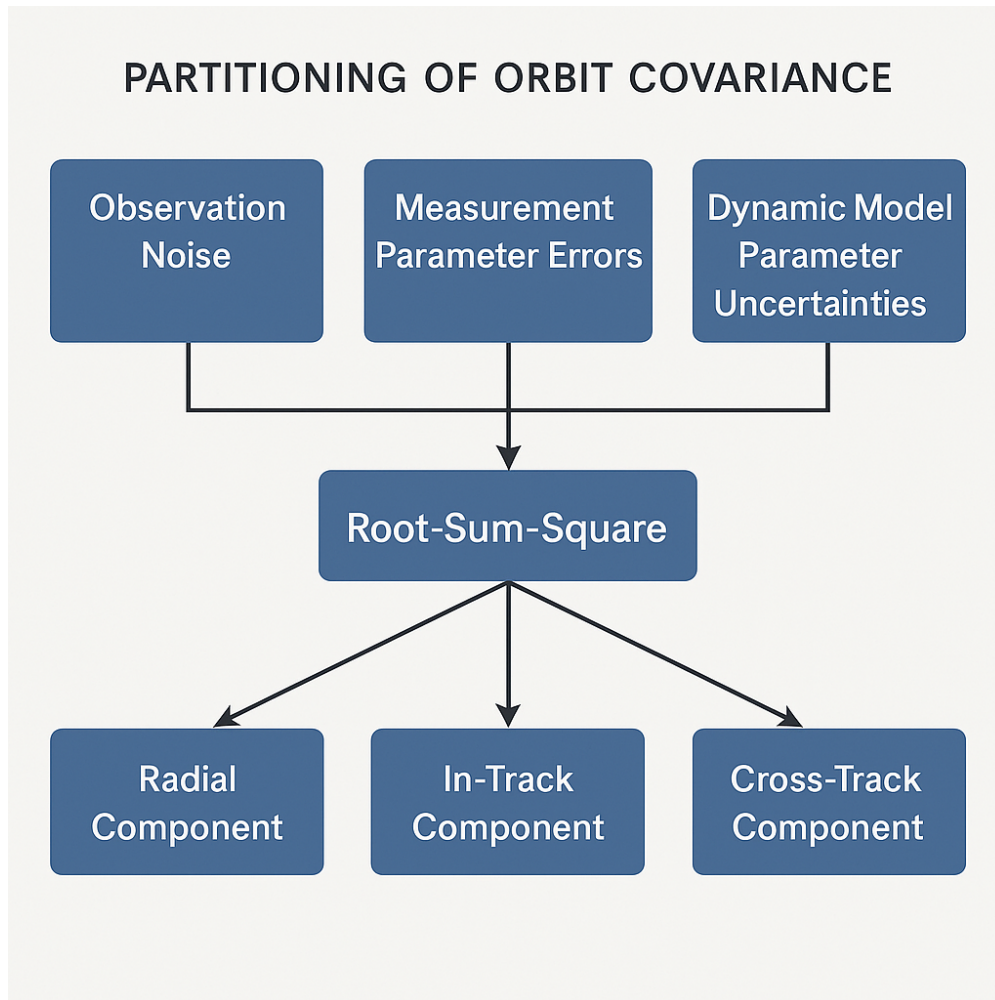 PARTITIONING OF ORBIT COVARIANCE
Observation
Noise
Measurement
Parameter Errors
Dynamic Model
Parameter
Uncertainties
Root-Sum-Square
Radial
Component
In-Track
Component
Cross-Track
Component